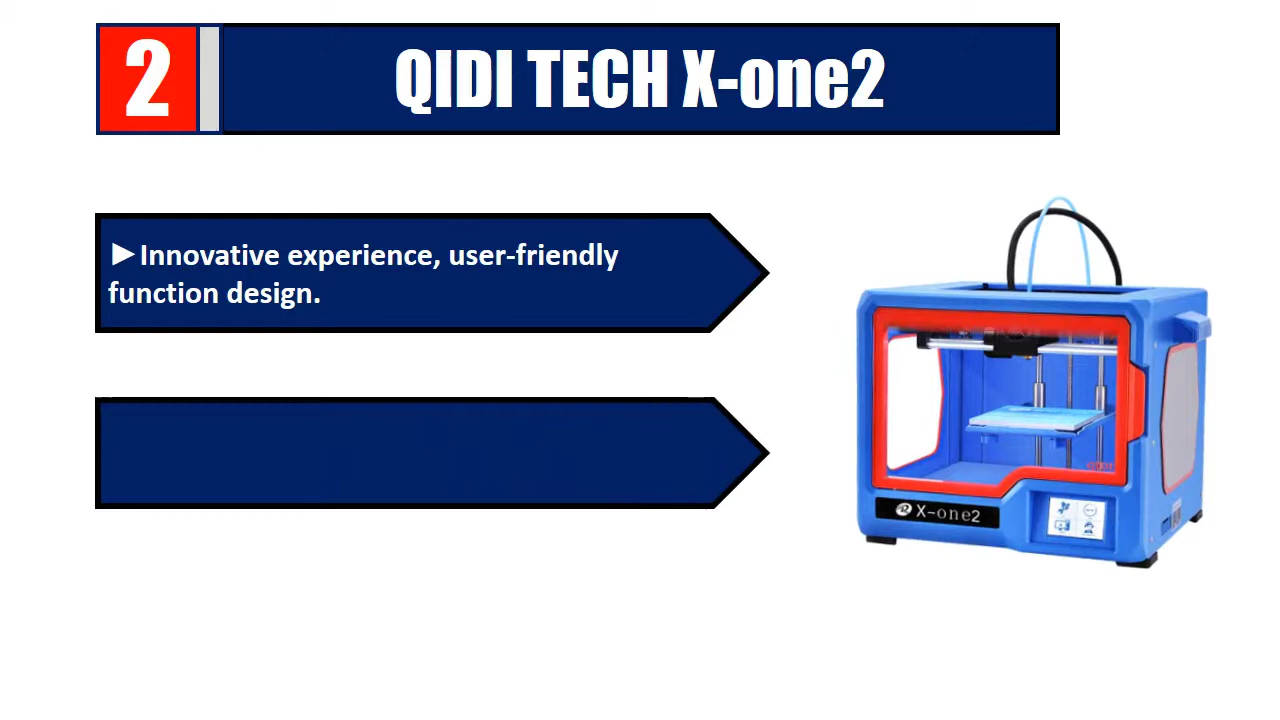 2
QIDI TECH X-one2
►Innovative experience, user-friendly
function design.
X-one2